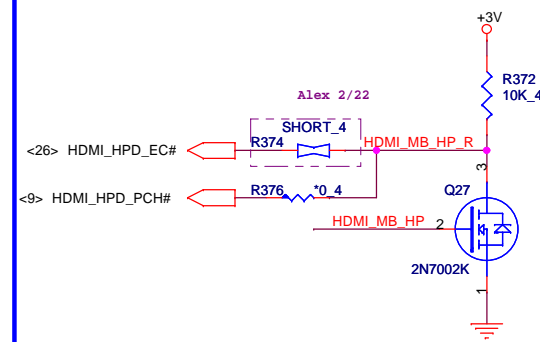 +3V
R372
10K_4
Alex 2/22
SHORT_4
<26> HDMI_HPD_EC#
R374
HDMI_MB_HP_R
3
<9> HDMI_HPD_PCH#
R376
*0_4
Q27
HDMI_MB_HP
2
2N7002K
1